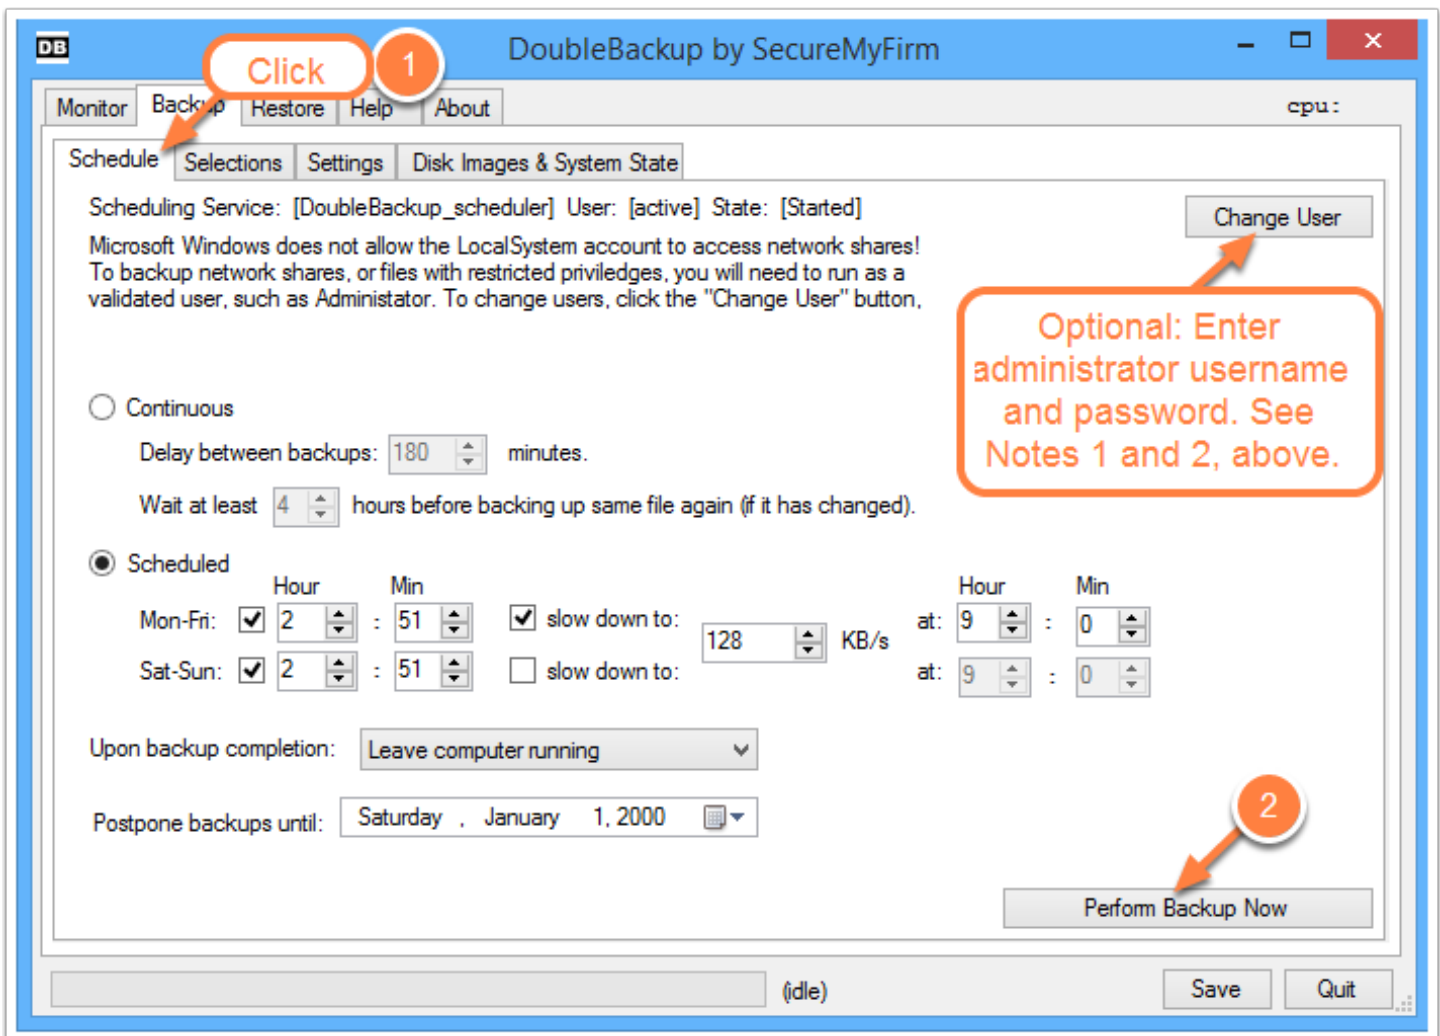 DB
DoubleBackup by SecureMyFirm
Click
1
Monitor Backup Restore Help About
cpu:
Schedule Selections Settings Disk Images & System State
Scheduling Service: [DoubleBackup_scheduler] User: [active] State: [Started]
Change User
Microsoft Windows does not allow the LocalSystem account to access network shares!
To backup network shares, or files with restricted priviledges, you will need to run as a
validated user, such as Administator. To change users, click the "Change User" button,
Optional: Enter
administrator username
and password. See
Notes 1 and 2, above.
Continuous
Delay between backups: 180 minutes.
Wait at least 4 hours before backing up same file again (if it has changed).
Scheduled
Hour Min Hour Min
Mon-Fri: 2 : 51 slow down to: 128 KB/s at: 9 : 0
Sat-Sun: 2 : 51 slow down to: at: 9 : 0
Upon backup completion: Leave computer running
Postpone backups until: Saturday , January 1, 2000
2
Perform Backup Now
(idle)
Save Quit